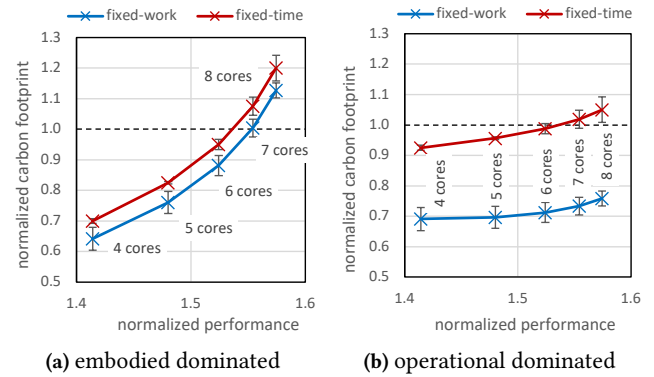 fixed-work fixed-time
normalized carbon footprint
1.3
1.2
1.1
1.0
0.9
0.8
0.7
0.6
0.5
8 cores
7 cores
6 cores
5 cores
4 cores
1.4 1.5 1.6
normalized performance
(a) embodied dominated
fixed-work fixed-time
normalized carbon footprint
1.3
1.2
1.1
1.0
0.9
0.8
0.7
0.6
0.5
4 cores
5 cores
6 cores
7 cores
8 cores
1.4 1.5 1.6
normalized performance
(b) operational dominated